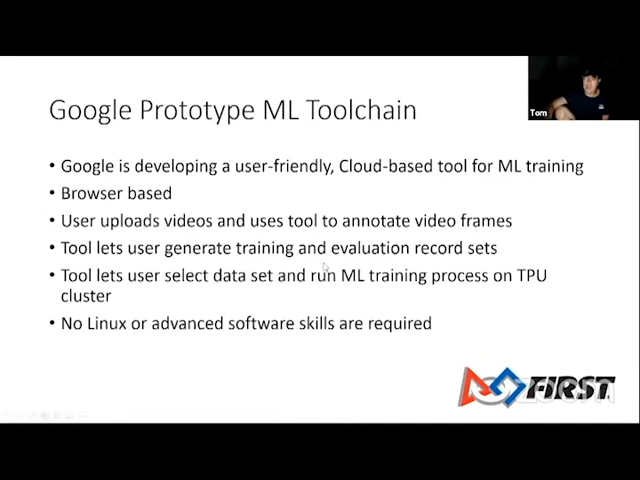 Tom
Google Prototype ML Toolchain
• Google is developing a user-friendly, Cloud-based tool for ML training
• Browser based
• User uploads videos and uses tool to annotate video frames
• Tool lets user generate training and evaluation record sets
• Tool lets user select data set and run ML training process on TPU
cluster
• No Linux or advanced software skills are required
FIRST
zoom